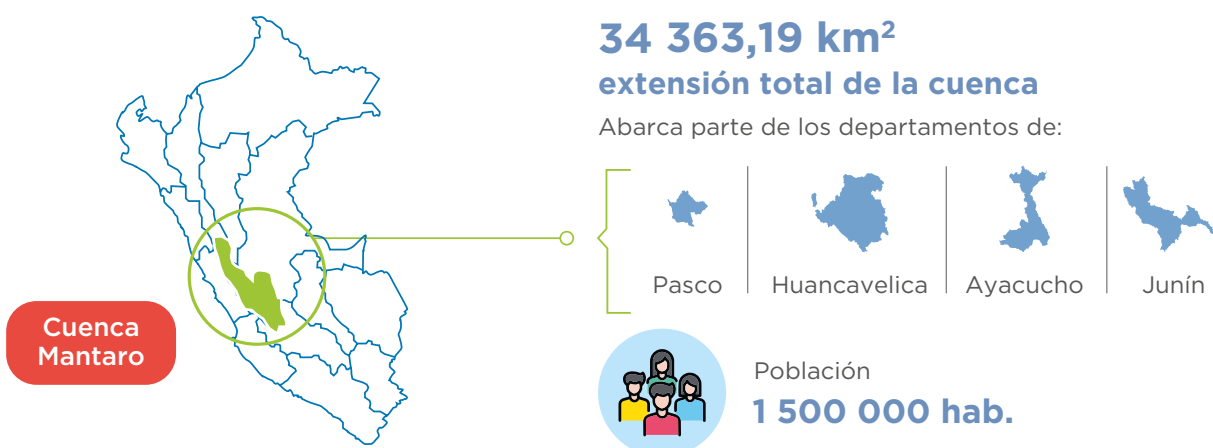 34 363,19 km²
extensión total de la cuenca
Abarca parte de los departamentos de:
Pasco
Huancavelica
Ayacucho
Junín
Cuenca
Mantaro
Población
1 500 000 hab.